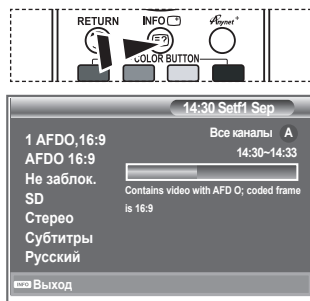 RETURN INFO Anynet+
COLOR BUTTON
14:30 Setf1 Sep
Все каналы A
14:30~14:33
1 AFDO,16:9
AFDO 16:9
Не заблок.
SD
Стерео
Субтитры
Русский
Contains video with AFD O; coded frame
is 16:9
INFO Выход